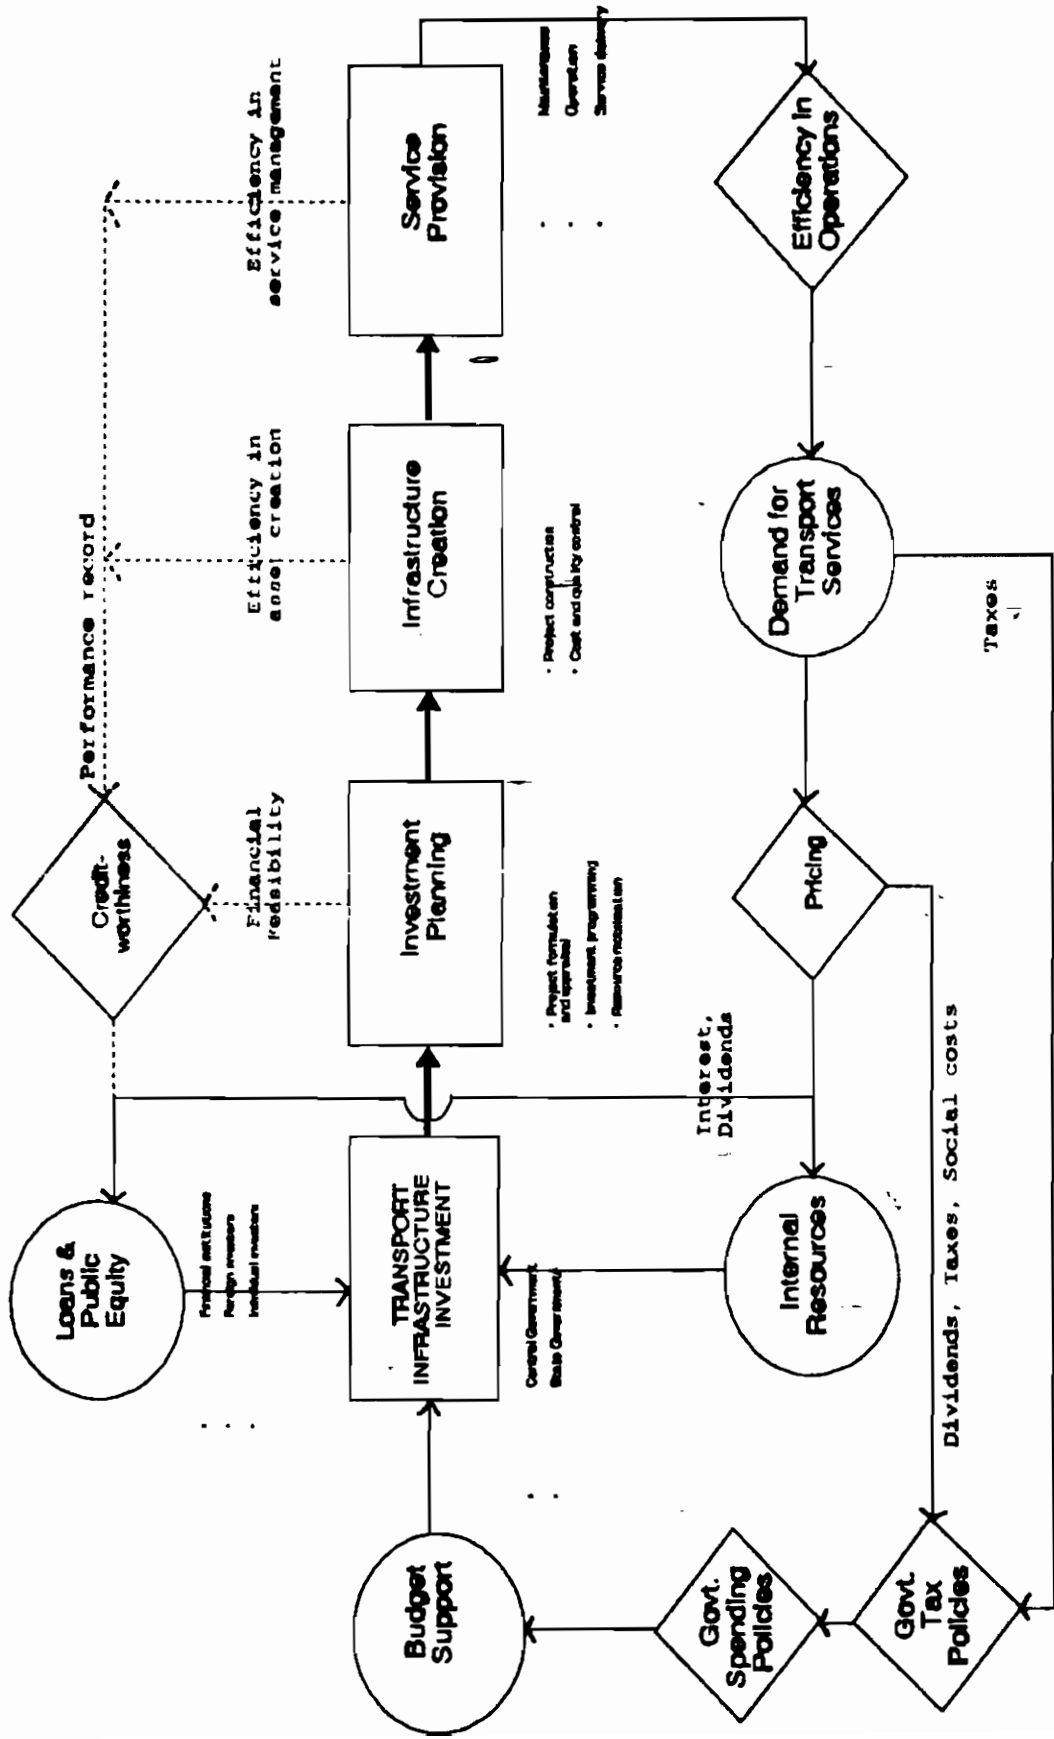 Performance record
Credit-
worthiness
Loans &
Public
Equity
Financial
Feasibility
Efficiency in
asset creation
Efficiency in
service management
Financial institutions
Foreign investors
Individual investors
Budget
Support
TRANSPORT
INFRASTRUCTURE
INVESTMENT
Investment
Planning
Infrastructure
Creation
Service
Provision
Central Government
State Governments
· Project formulation
and appraisal
· Investment programming
· Resource mobilisation
· Project construction
· Cost and quality control
Maintenance
Operation
Service delivery
Govt.
Spending
Policies
Interest,
Dividends
Internal
Resources
Pricing
Demand for
Transport
Services
Efficiency in
Operations
Govt.
Tax
Policies
Dividends, Taxes, Social costs
Taxes